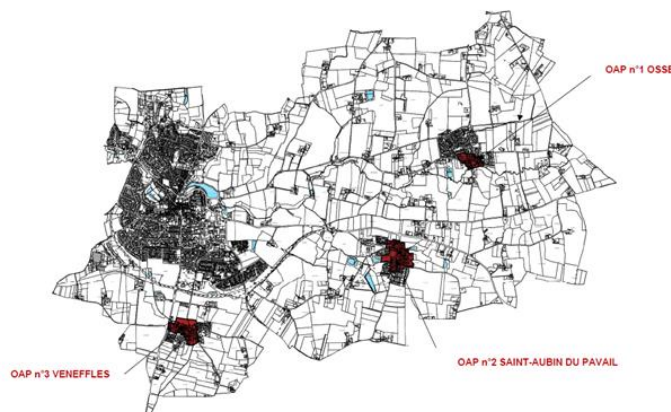 OAP n°1 OSSE
OAP n°2 SAINT-AUBIN DU PAVAIL
OAP n°3 VENEFFLES